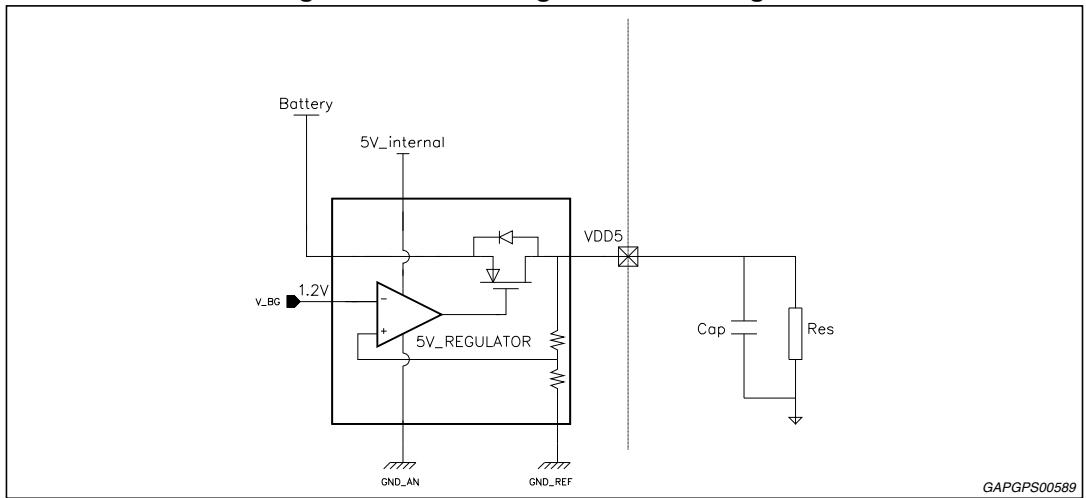 Battery
5V_internal
VDD5
V_BG
1.2V
-
+
5V_REGULATOR
Cap
Res
GND_AN
GND_REF
GAPGPS00589